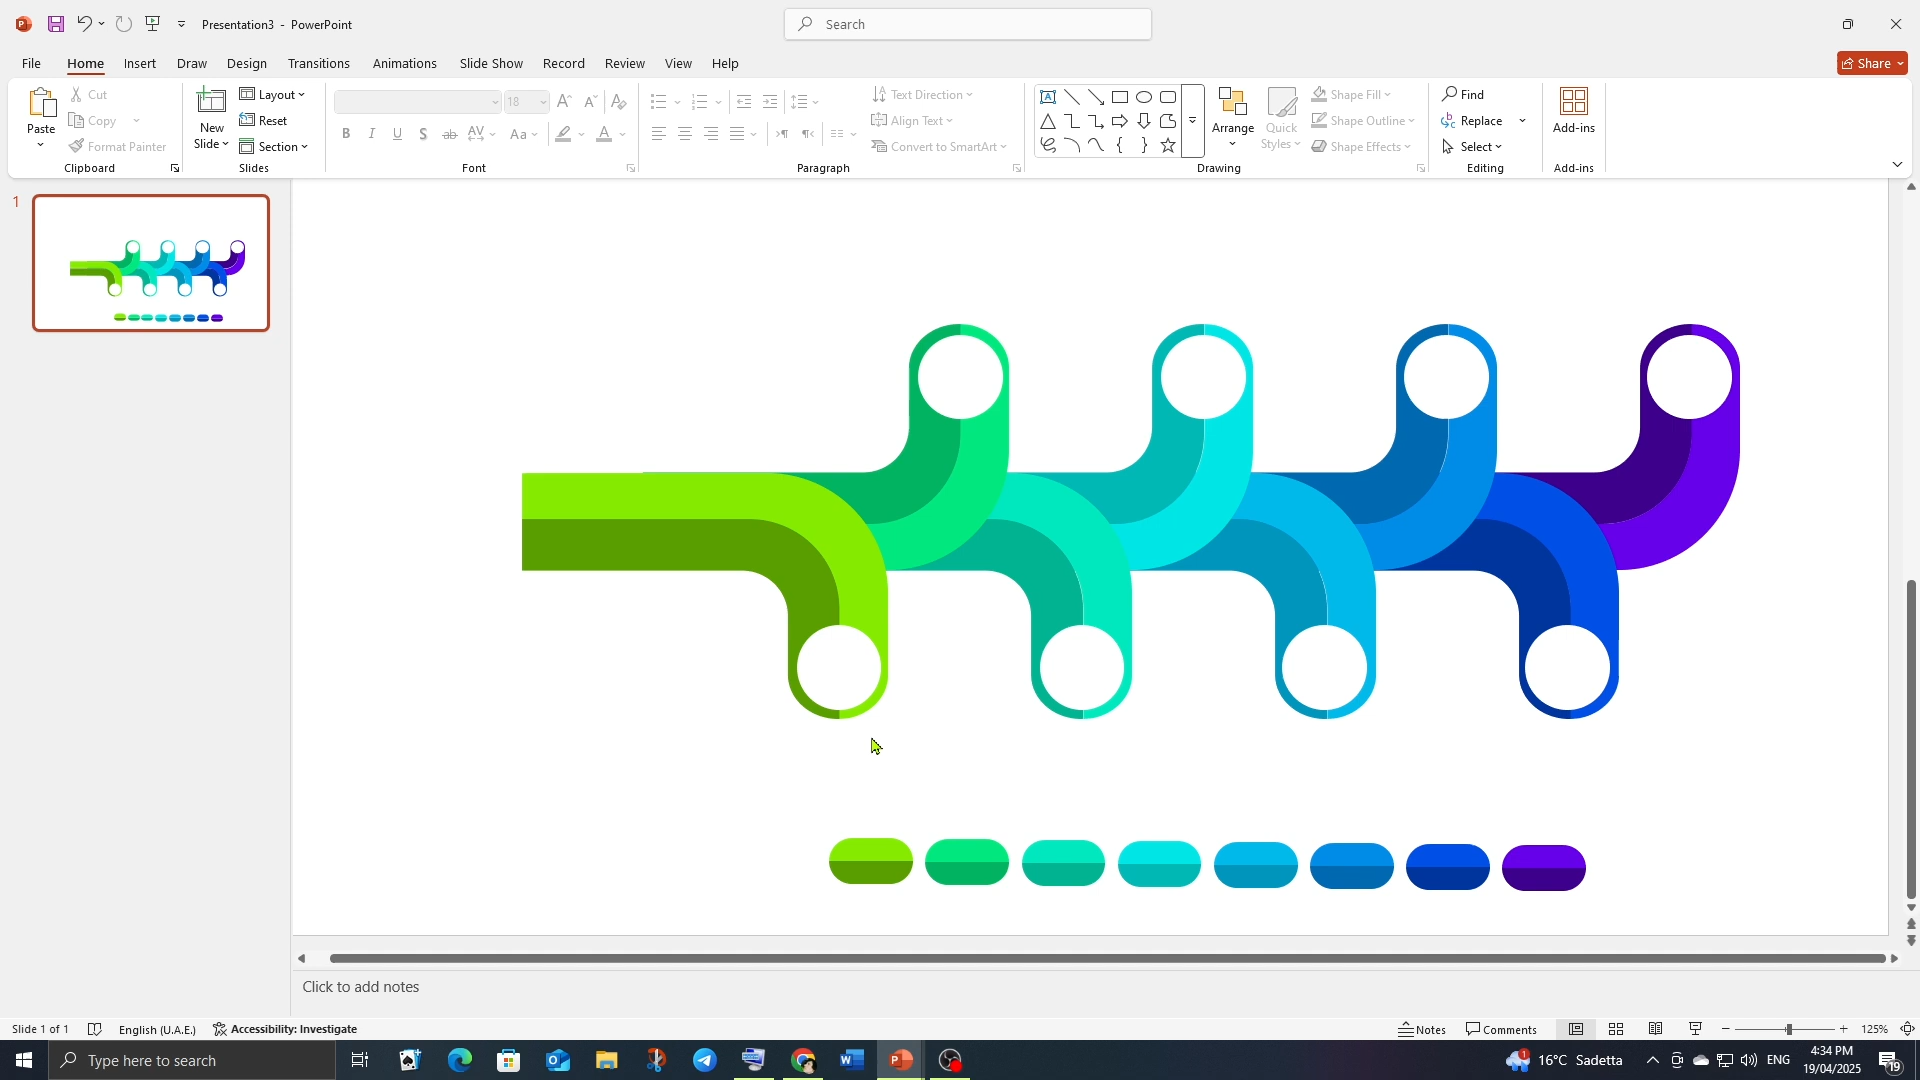 Presentation3 - PowerPoint
Search
File Home Insert Draw Design Transitions Animations Slide Show Record Review View Help
Share
Paste
Cut
Copy
Format Painter
Clipboard
New Slide
Layout
Reset
Section
Slides
18
Font
Text Direction
Align Text
Convert to SmartArt
Paragraph
Arrange
Quick Styles
Shape Fill
Shape Outline
Shape Effects
Drawing
Find
Replace
Select
Editing
Add-ins
Add-ins
1
Click to add notes
Slide 1 of 1 English (U.A.E.) Accessibility: Investigate
Notes Comments 125%
Type here to search
16°C Sadetta
ENG
4:34 PM
19/04/2025
19